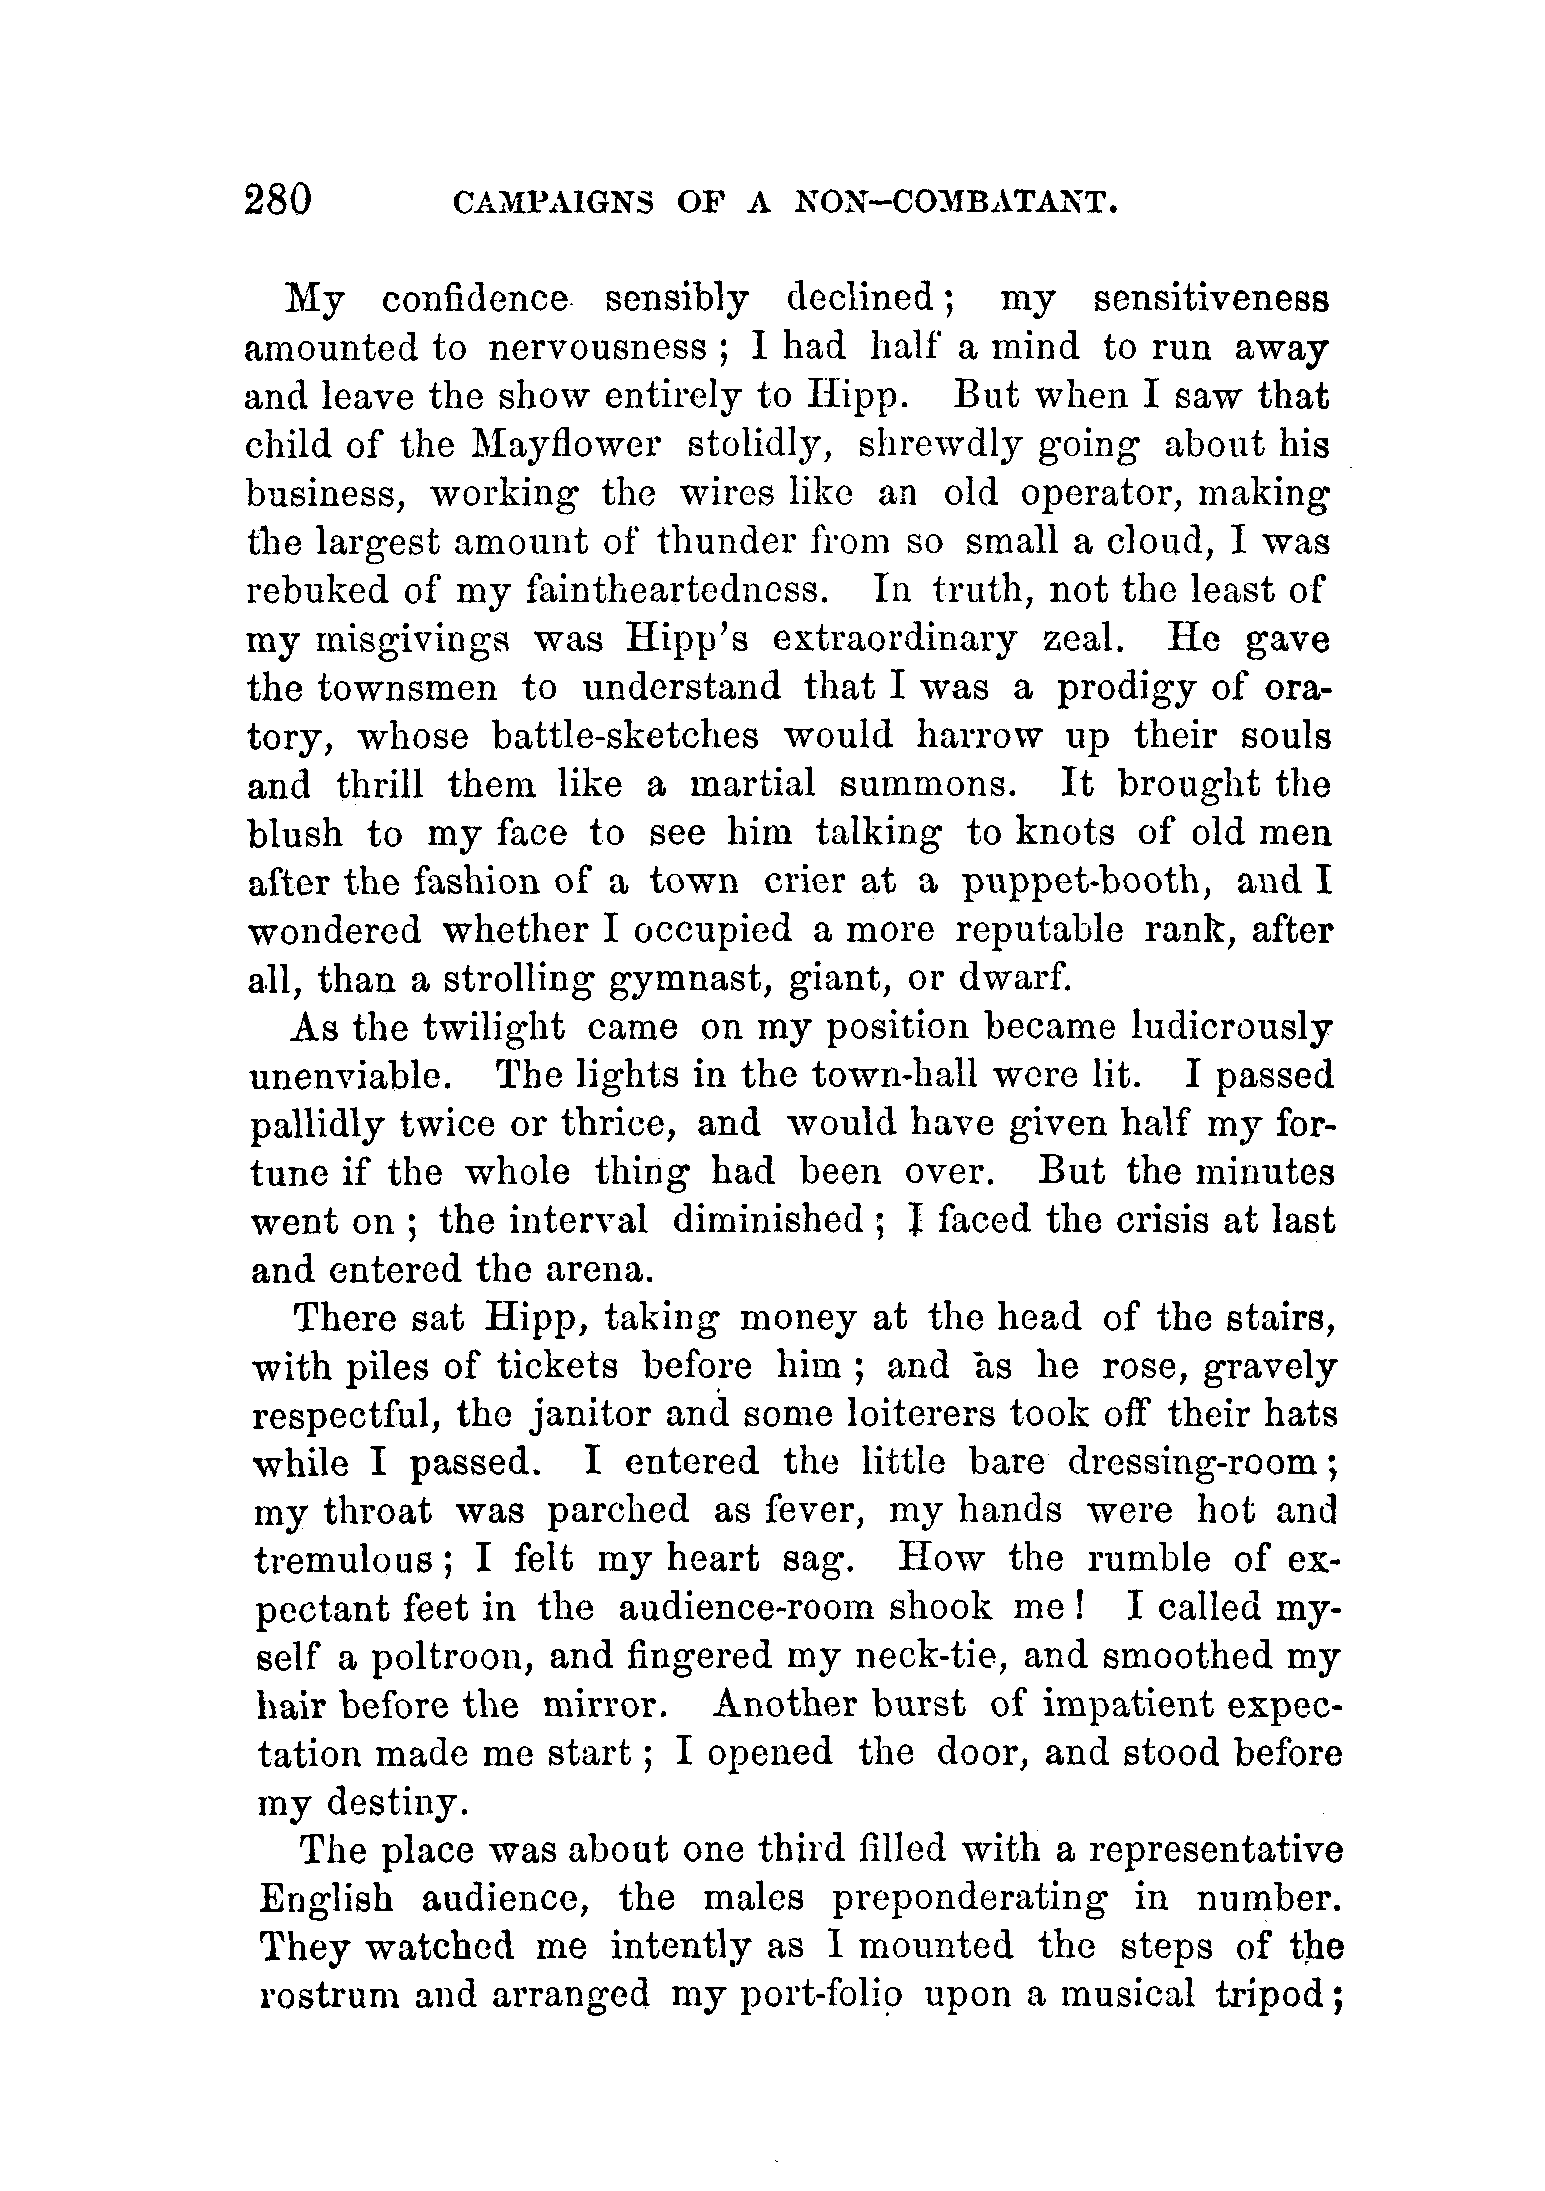 280 CAMPAIGNS OF A NON-COMBATANT.
My confidence sensibly declined; my sensitiveness
amounted to nervousness; I had half a mind to run away
and leave the show entirely to Hipp. But when I saw that
child of the Mayflower stolidly, shrewdly going about his
business, working the wires like an old operator, making
the largest amount of thunder from so small a cloud, I was
rebuked of my faintheartedness. In truth, not the least of
my misgivings was Hipp's extraordinary zeal. He gave
the townsmen to understand that I was a prodigy of ora-
tory, whose battle-sketches would harrow up their souls
and thrill them like a martial summons. It brought the
blush to my face to see him talking to knots of old men
after the fashion of a town crier at a puppet-booth, and I
wondered whether I occupied a more reputable rank, after
all, than a strolling gymnast, giant, or dwarf.
As the twilight came on my position became ludicrously
unenviable. The lights in the town-hall were lit. I passed
pallidly twice or thrice, and would have given half my for-
tune if the whole thing had been over. But the minutes
went on; the interval diminished; I faced the crisis at last
and entered the arena.
There sat Hipp, taking money at the head of the stairs,
with piles of tickets before him; and as he rose, gravely
respectful, the janitor and some loiterers took off their hats
while I passed. I entered the little bare dressing-room;
my throat was parched as fever, my hands were hot and
tremulous; I felt my heart sag. How the rumble of ex-
pectant feet in the audience-room shook me! I called my-
self a poltroon, and fingered my neck-tie, and smoothed my
hair before the mirror. Another burst of impatient expec-
tation made me start; I opened the door, and stood before
my destiny.
The place was about one third filled with a representative
English audience, the males preponderating in number.
They watched me intently as I mounted the steps of the
rostrum and arranged my port-folio upon a musical tripod;